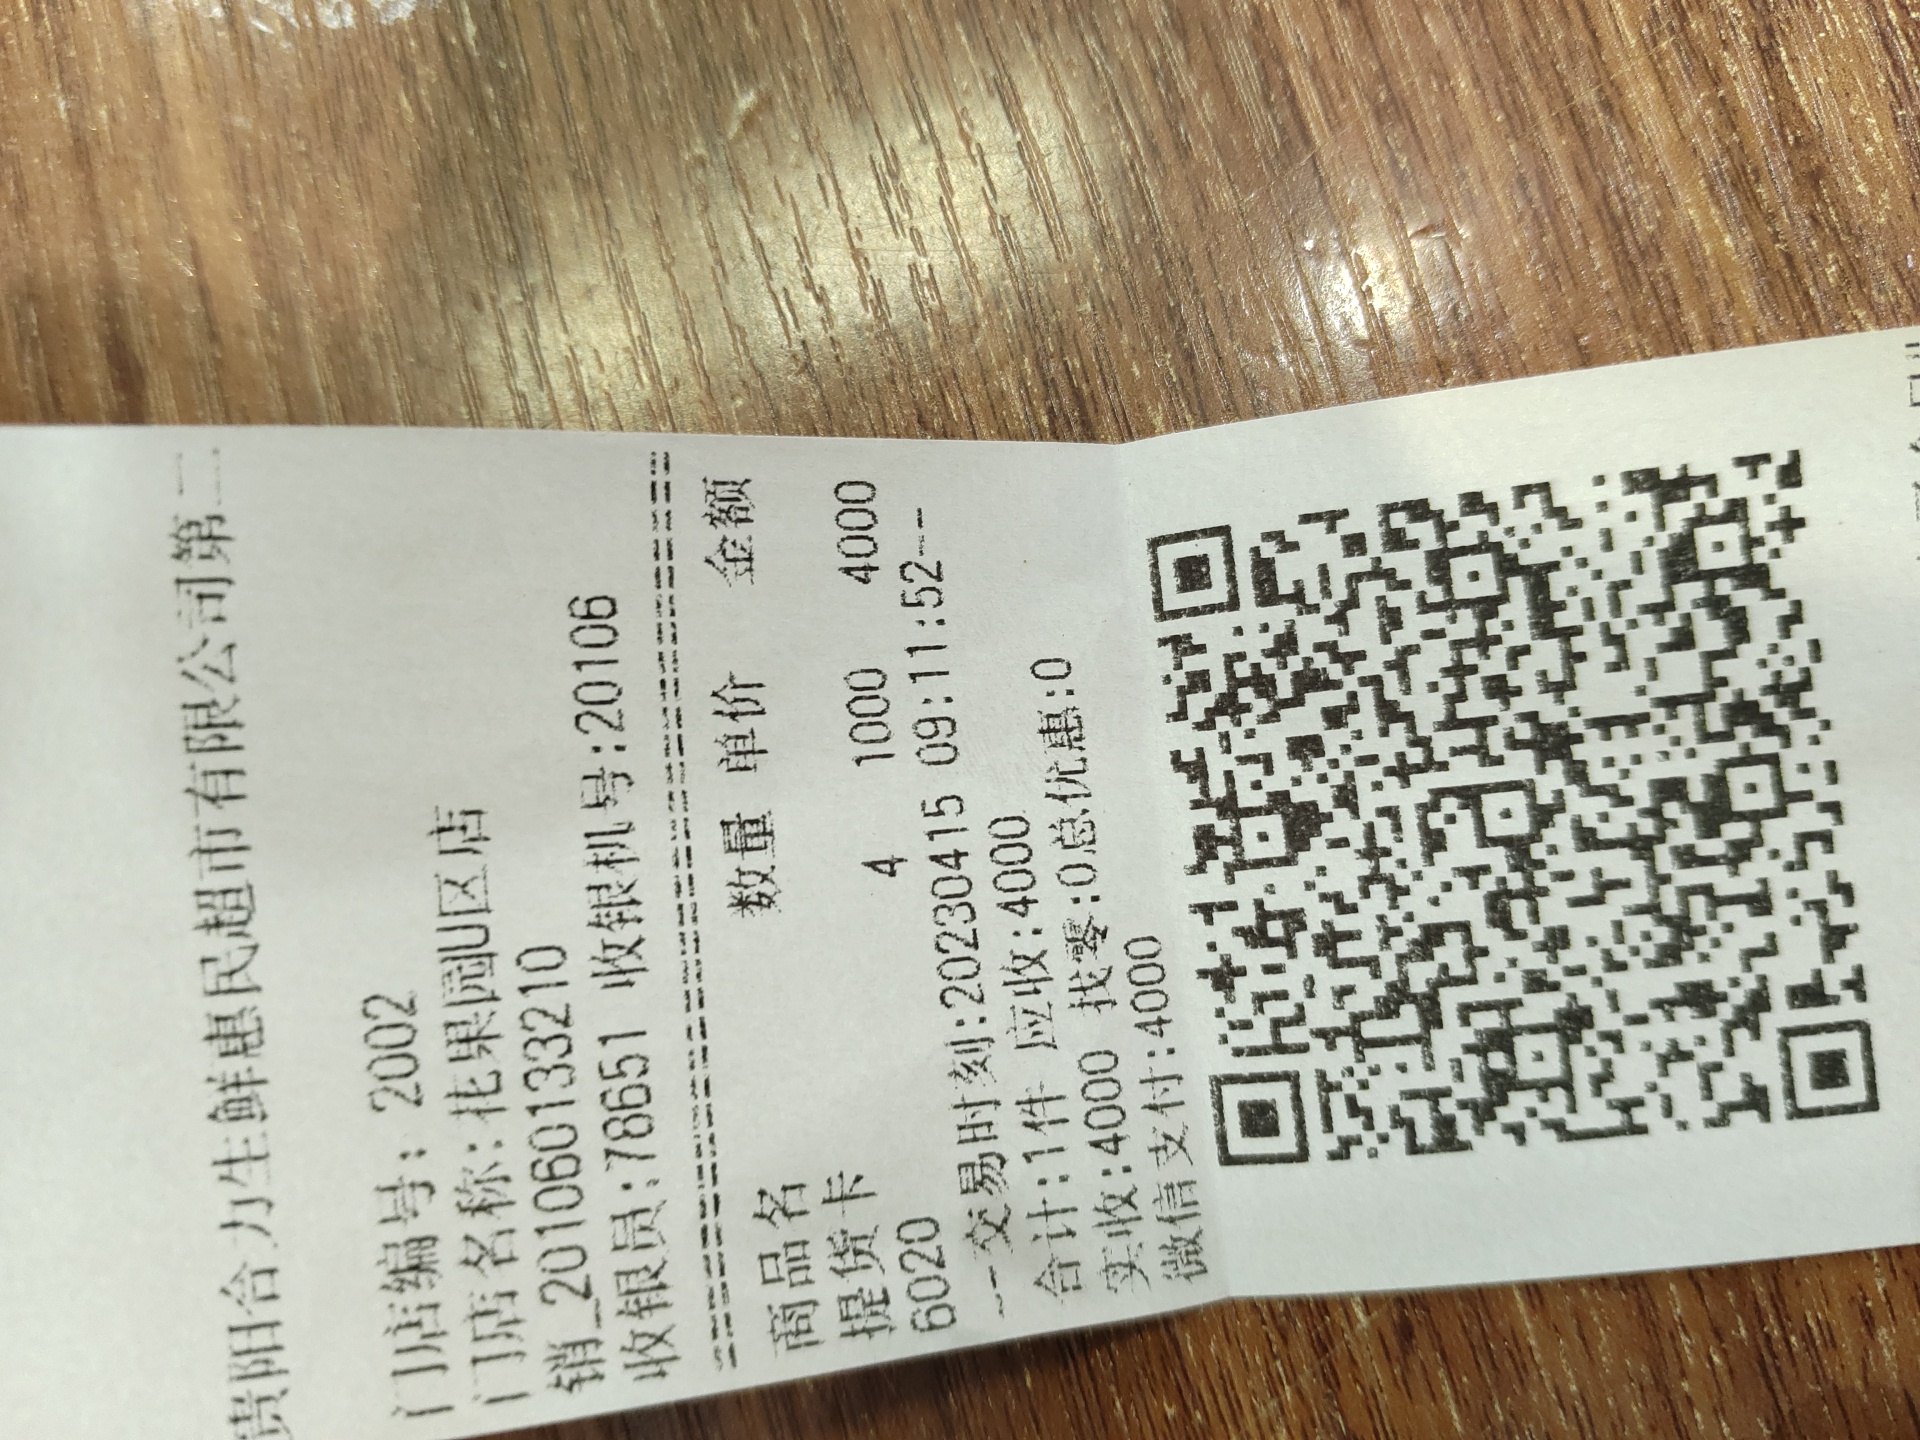 贵阳合力生鲜惠民超市有限公司第二
门店编号: 2002
门店名称:花果园U区店
销_201060133210
收银员:78651 收银机号:20106
商品名 数量 单价 金额
提货卡
6020 4 1000 4000
--交易时刻:20230415 09:11:52--
合计:1件 应收:4000
实收:4000 找零:0总优惠:0
微信支付:4000